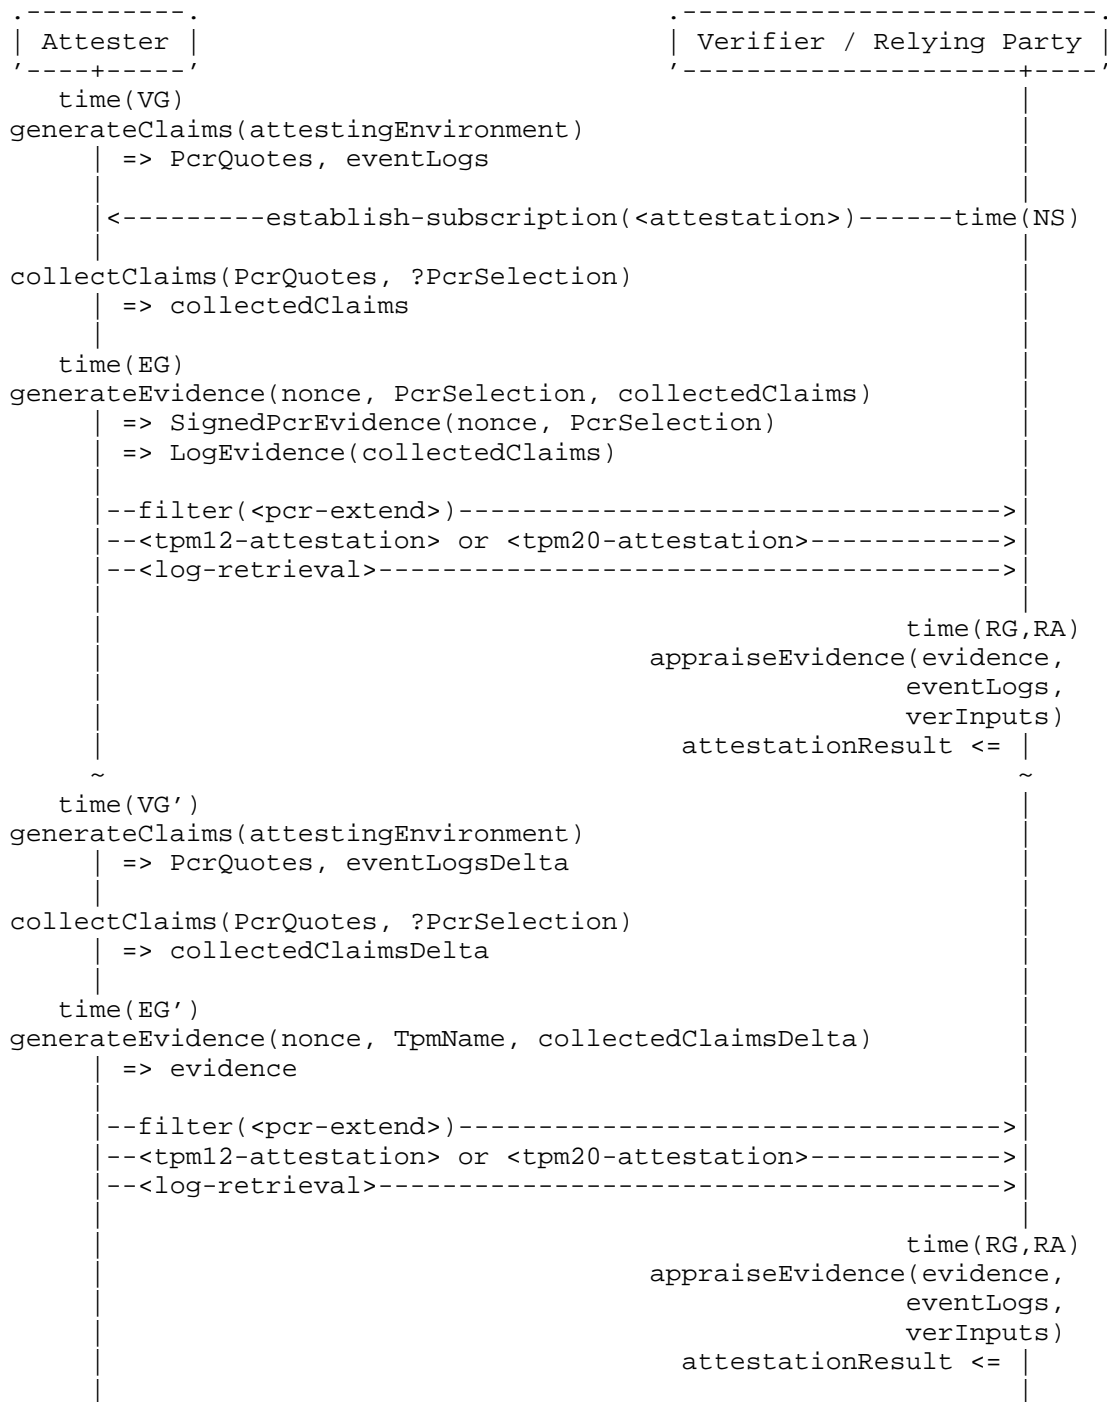 .----------.                              .--------------------------.
| Attester |                              | Verifier / Relying Party |
'----+-----'                              '---------------------+----'
   time(VG)                                                     |
generateClaims(attestingEnvironment)                            |
     | => PcrQuotes, eventLogs                                  |
     |                                                          |
     |<---------establish-subscription(<attestation>)------time(NS)
     |                                                          |
collectClaims(PcrQuotes, ?PcrSelection)                         |
     | => collectedClaims                                       |
     |                                                          |
   time(EG)                                                     |
generateEvidence(nonce, PcrSelection, collectedClaims)          |
     | => SignedPcrEvidence(nonce, PcrSelection)                |
     | => LogEvidence(collectedClaims)                          |
     |                                                          |
     |--filter(<pcr-extend>)----------------------------------->|
     |--<tpm12-attestation> or <tpm20-attestation>------------->|
     |--<log-retrieval>---------------------------------------->|
     |                                                          |
     |                                                  time(RG,RA)
     |                                  appraiseEvidence(evidence,
     |                                                  eventLogs,
     |                                                  verInputs)
     |                                    attestationResult <= |
     ~                                                          ~
   time(VG')                                                    |
generateClaims(attestingEnvironment)                            |
     | => PcrQuotes, eventLogsDelta                             |
     |                                                          |
collectClaims(PcrQuotes, ?PcrSelection)                         |
     | => collectedClaimsDelta                                  |
     |                                                          |
   time(EG')                                                    |
generateEvidence(nonce, TpmName, collectedClaimsDelta)          |
     | => evidence                                              |
     |                                                          |
     |--filter(<pcr-extend>)----------------------------------->|
     |--<tpm12-attestation> or <tpm20-attestation>------------->|
     |--<log-retrieval>---------------------------------------->|
     |                                                          |
     |                                                  time(RG,RA)
     |                                  appraiseEvidence(evidence,
     |                                                  eventLogs,
     |                                                  verInputs)
     |                                    attestationResult <= |
     |                                                          |